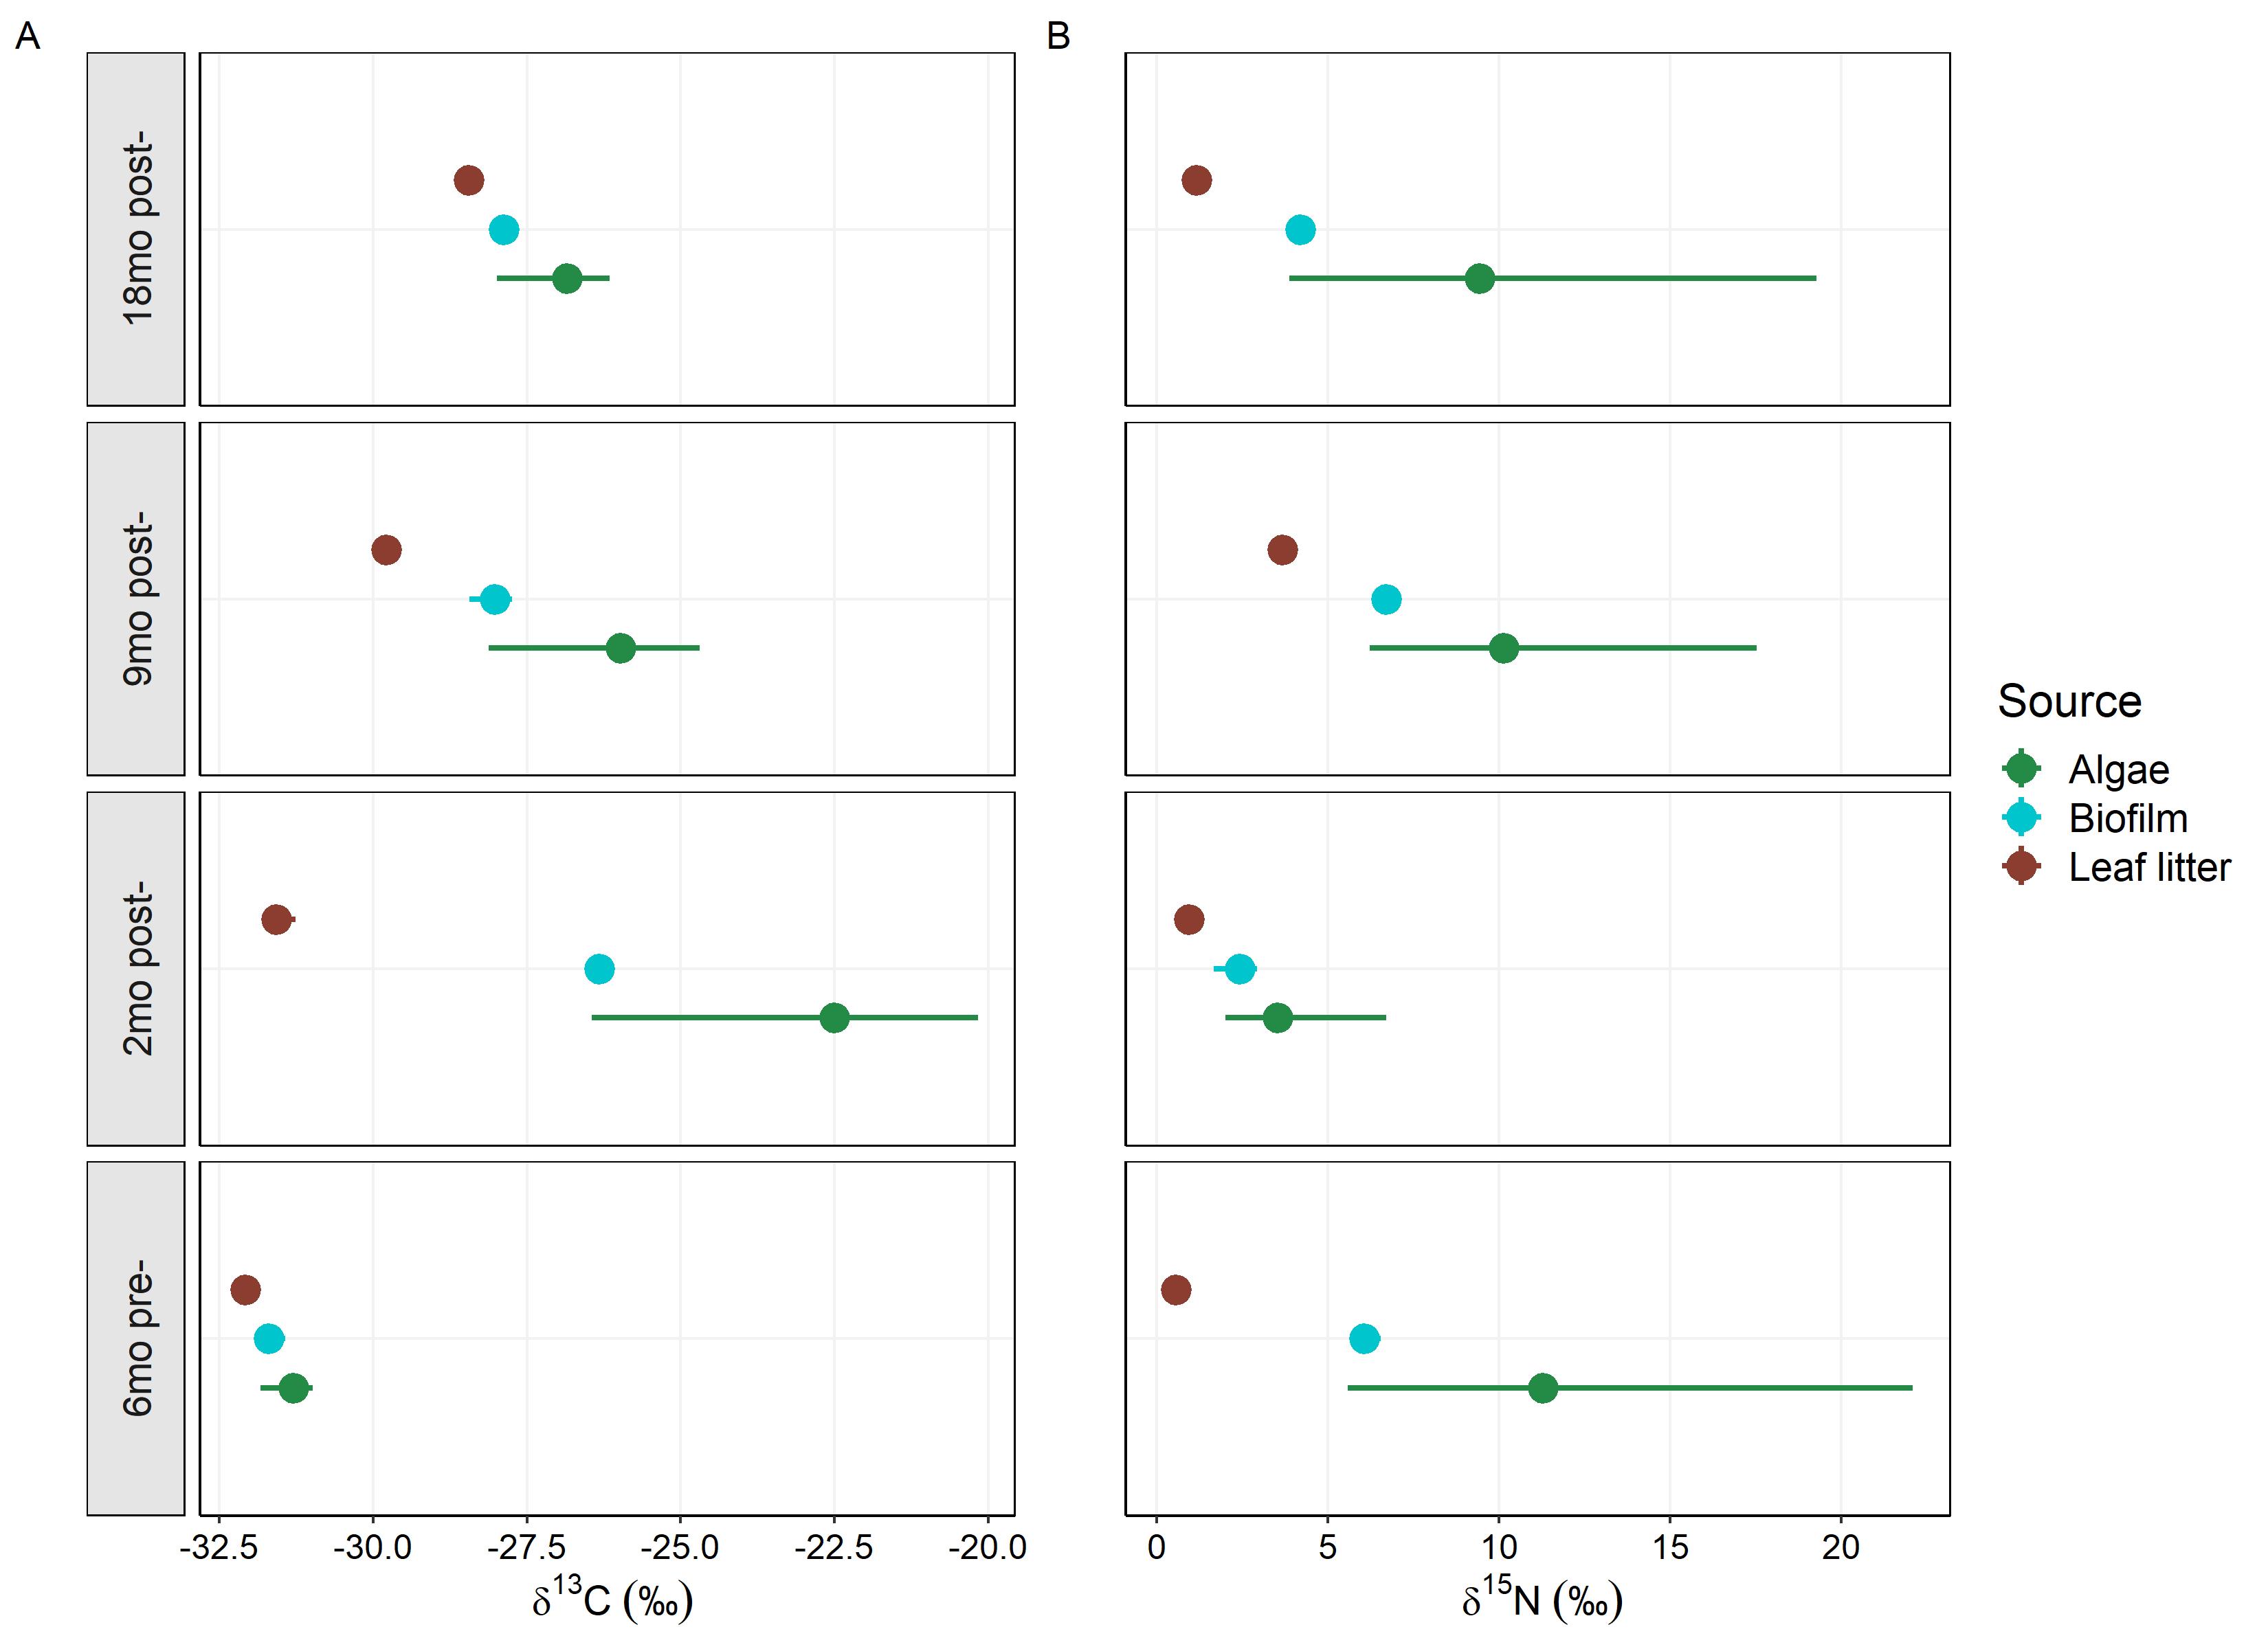 A
B
18mo post-
9mo post-
2mo post-
6mo pre-
-32.5 -30.0 -27.5 -25.0 -22.5 -20.0
δ¹³C (‰)
0 5 10 15 20
δ¹⁵N (‰)
Source
Algae
Biofilm
Leaf litter